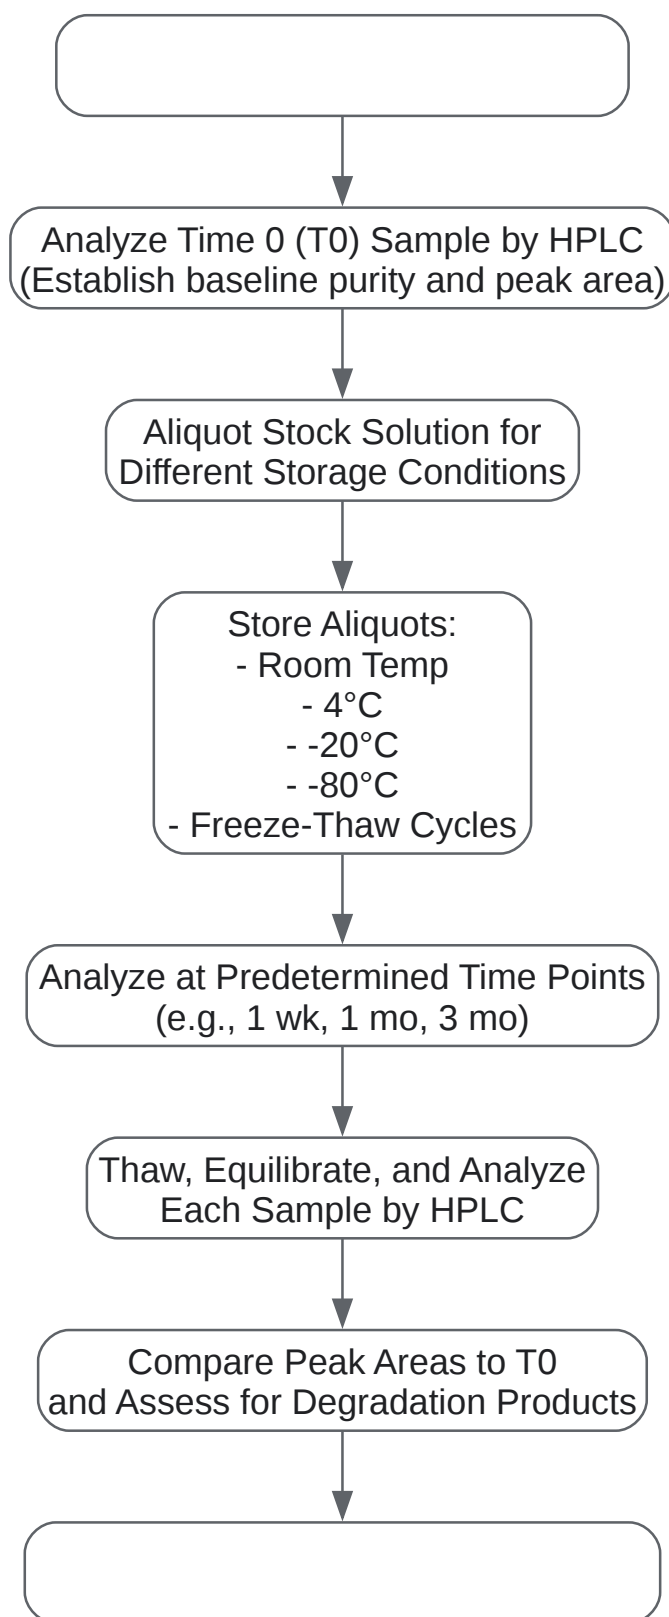 Analyze Time 0 (T0) Sample by HPLC
(Establish baseline purity and peak area)
Aliquot Stock Solution for
Different Storage Conditions
Store Aliquots:
- Room Temp
- 4°C
- -20°C
- -80°C
- Freeze-Thaw Cycles
Analyze at Predetermined Time Points
(e.g., 1 wk, 1 mo, 3 mo)
Thaw, Equilibrate, and Analyze
Each Sample by HPLC
Compare Peak Areas to T0
and Assess for Degradation Products